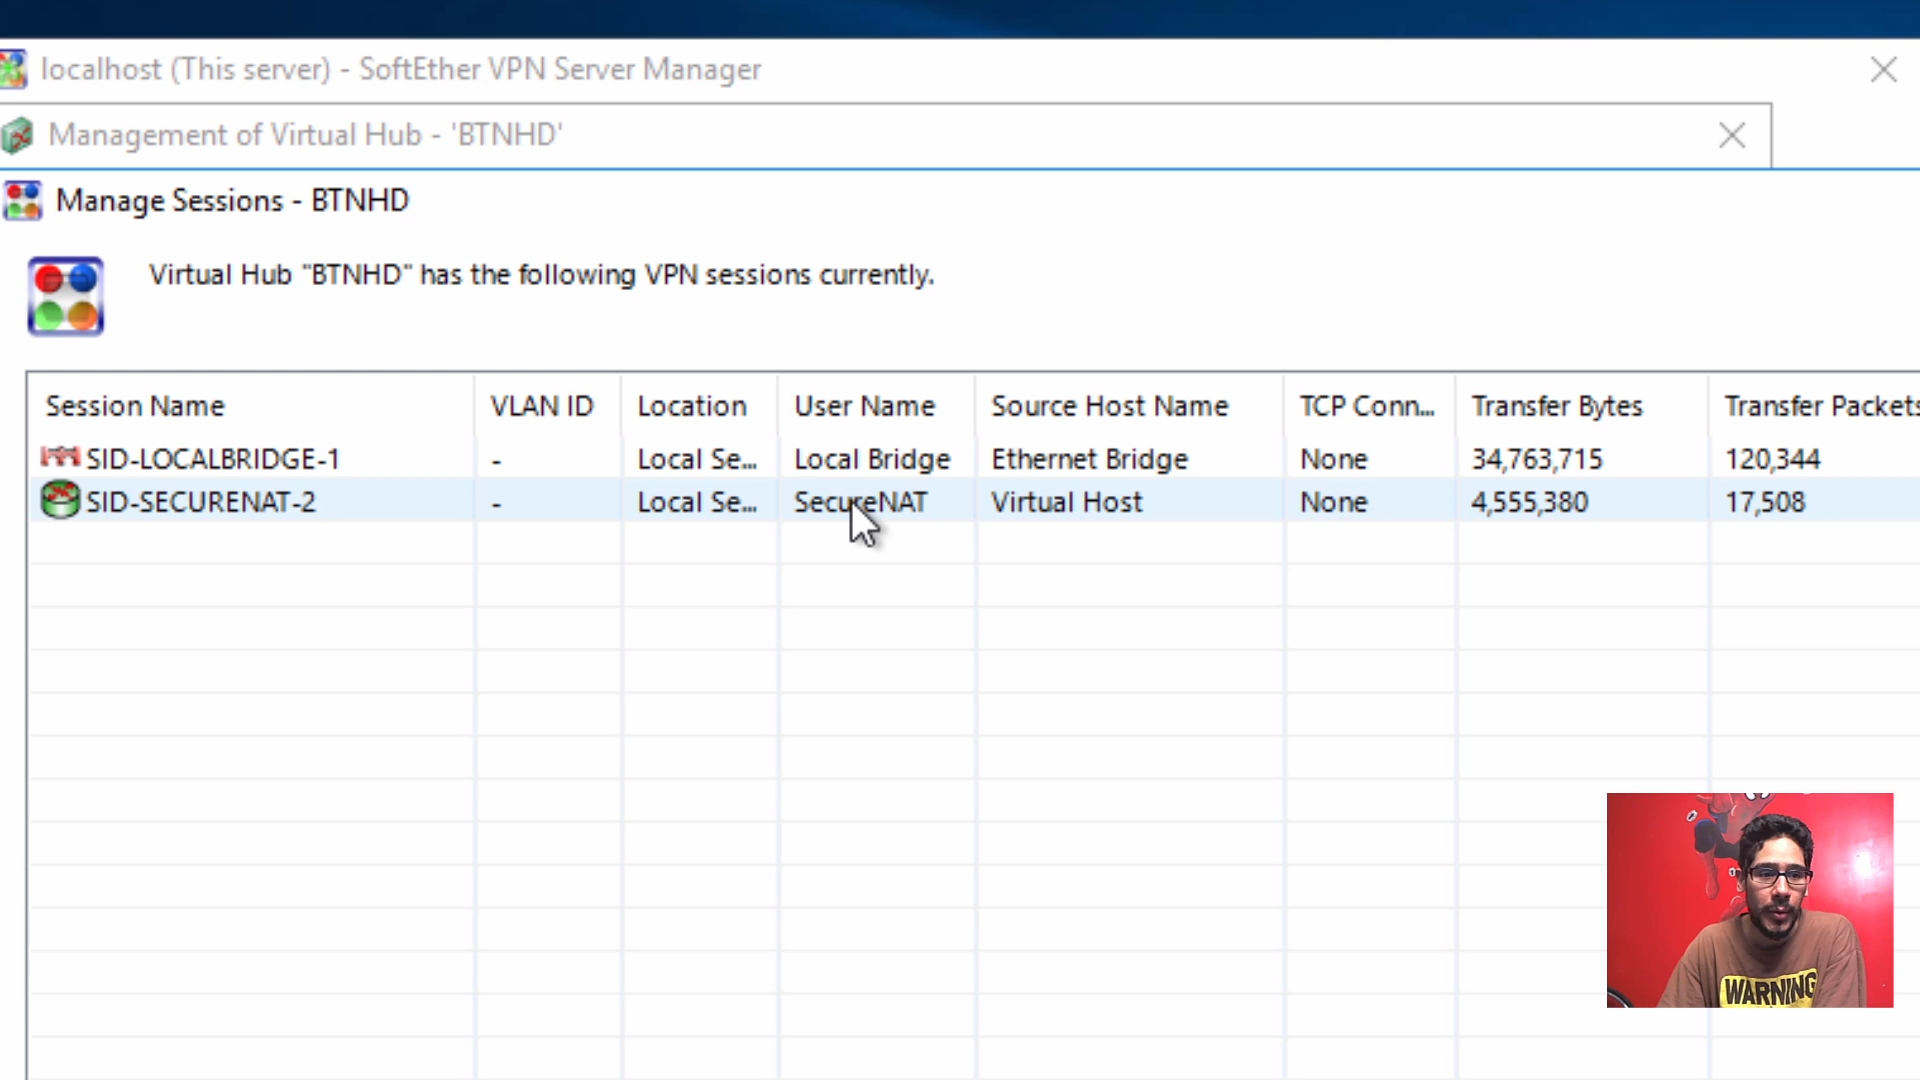 localhost (This server) - SoftEther VPN Server Manager
Management of Virtual Hub - 'BTNHD'
Manage Sessions - BTNHD
Virtual Hub "BTNHD" has the following VPN sessions currently.
Session Name VLAN ID Location User Name Source Host Name TCP Conn... Transfer Bytes Transfer Packets
SID-LOCALBRIDGE-1 - Local Se... Local Bridge Ethernet Bridge None 34,763,715 120,344
SID-SECURENAT-2 - Local Se... SecureNAT Virtual Host None 4,555,380 17,508
WARNING